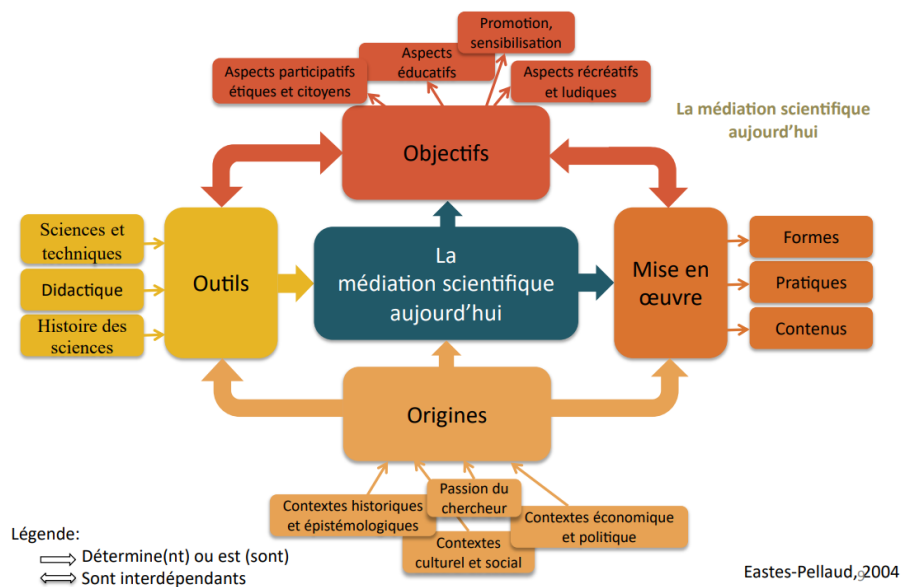 Promotion,
sensibilisation
Aspects
éducatifs
Aspects participatifs
étiques et citoyens
Aspects récréatifs
et ludiques
La médiation scientifique
aujourd'hui
Objectifs
Sciences et
techniques
Didactique
Histoire des
sciences
Outils
La
médiation scientifique
aujourd'hui
Mise en
œuvre
Formes
Pratiques
Contenus
Origines
Contextes historiques
et épistémologiques
Passion du
chercheur
Contextes
culturel et social
Contextes économique
et politique
Légende:
Détermine(nt) ou est (sont)
Sont interdépendants
Eastes-Pellaud, 2004
9